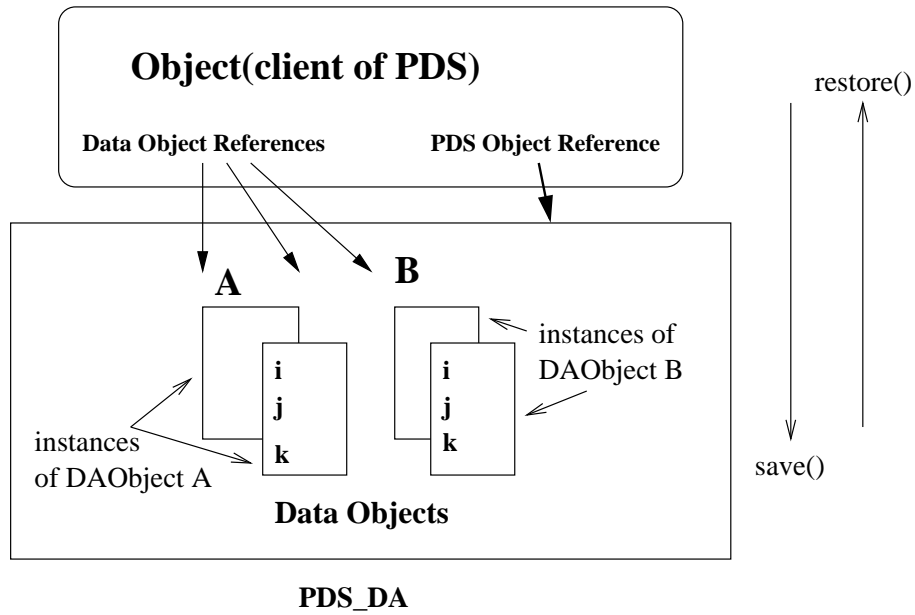 Object(client of PDS)
restore()
Data Object References
PDS Object Reference
A
B
i
j
k
i
j
k
instances of
DAObject B
instances
of DAObject A
save()
Data Objects
PDS_DA